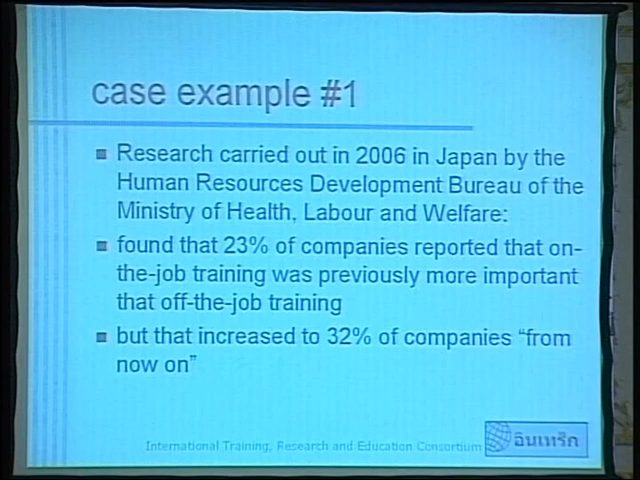 case example #1
Research carried out in 2006 in Japan by the
Human Resources Development Bureau of the
Ministry of Health, Labour and Welfare:
found that 23% of companies reported that on-
the-job training was previously more important
that off-the-job training
but that increased to 32% of companies “from
now on”
International Training, Research and Education Consortium
อินเทร็ก